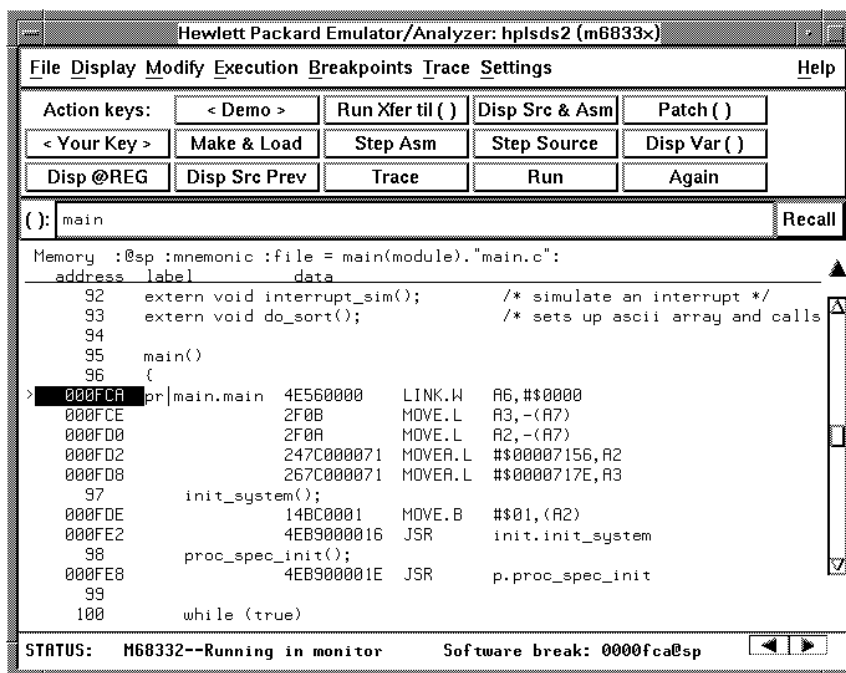 Hewlett Packard Emulator/Analyzer: hplsds2 (m6833x)
File Display Modify Execution Breakpoints Trace Settings Help
Action keys: < Demo > Run Xfer til ( ) Disp Src & Asm Patch ( )
< Your Key > Make & Load Step Asm Step Source Disp Var ( )
Disp @REG Disp Src Prev Trace Run Again
( ): main Recall
Memory :@sp :mnemonic :file = main(module)."main.c":
address label data
92 extern void interrupt_sim(); /* simulate an interrupt */
93 extern void do_sort(); /* sets up ascii array and calls
94
95 main()
96 {
> 000FCA pr|main.main 4E560000 LINK.W A6,#$0000
000FCE 2F0B MOVE.L A3,-(A7)
000FD0 2F0A MOVE.L A2,-(A7)
000FD2 247C000071 MOVEA.L #$00007156,A2
000FD8 267C000071 MOVEA.L #$0000717E,A3
97 init_system();
000FDE 14BC0001 MOVE.B #$01,(A2)
000FE2 4EB9000016 JSR init.init_system
98 proc_spec_init();
000FE8 4EB900001E JSR p.proc_spec_init
99
100 while (true)
STATUS: M68332--Running in monitor Software break: 0000fca@sp